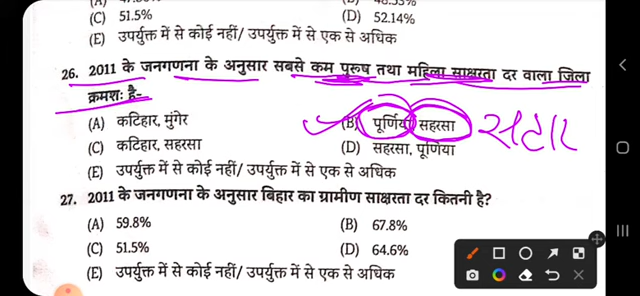 (C) 51.5% (D) 52.14%
(E) उपर्युक्त में से कोई नहीं/ उपर्युक्त में से एक से अधिक
26. 2011 के जनगणना के अनुसार सबसे कम पुरूष तथा महिला साक्षरता दर वाला जिला
क्रमशः है-
(A) कटिहार, मुंगेर (B) पूर्णिया, सहरसा
(C) कटिहार, सहरसा (D) सहरसा, पूर्णिया
(E) उपर्युक्त में से कोई नहीं/ उपर्युक्त में से एक से अधिक
27. 2011 के जनगणना के अनुसार बिहार का ग्रामीण साक्षरता दर कितनी है?
(A) 59.8% (B) 67.8%
(C) 51.5% (D) 64.6%
(E) उपर्युक्त में से कोई नहीं/ उपर्युक्त में से एक से अधिक